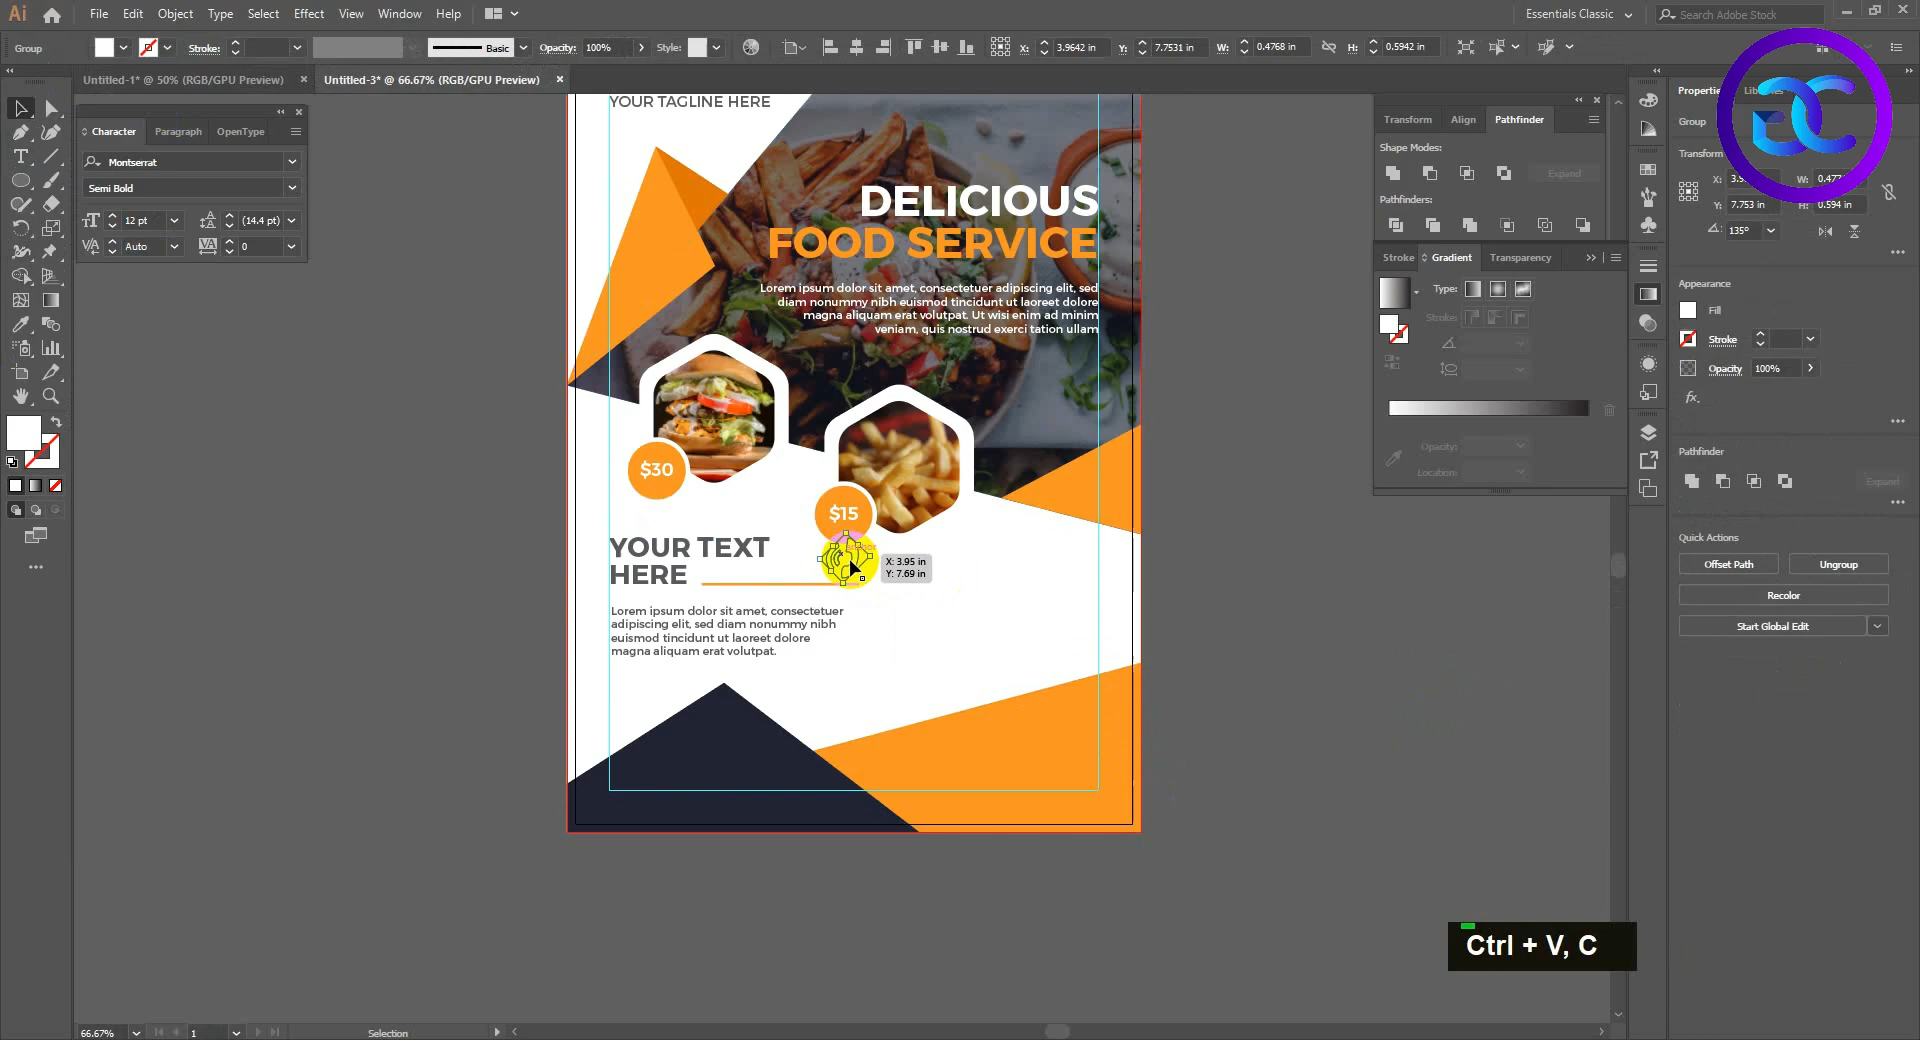 Ai File Edit Object Type Select Effect View Window Help Essentials Classic Search Adobe Stock
Group Stroke: Basic Opacity: 100% Style: X: 3.9642 in Y: 7.7531 in W: 0.4768 in H: 0.5942 in
Untitled-1* @ 50% (RGB/GPU Preview) × Untitled-3* @ 66.67% (RGB/GPU Preview) ×
Character Paragraph OpenType
Montserrat
Semi Bold
12 pt (14.4 pt)
Auto 0
YOUR TAGLINE HERE
DELICIOUS
FOOD SERVICE
Lorem ipsum dolor sit amet, consectetuer adipiscing elit, sed
diam nonummy nibh euismod tincidunt ut laoreet dolore
magna aliquam erat volutpat. Ut wisi enim ad minim
veniam, quis nostrud exerci tation ullam
$30
$15
YOUR TEXT
HERE
X: 3.95 in
Y: 7.69 in
Lorem ipsum dolor sit amet, consectetuer
adipiscing elit, sed diam nonummy nibh
euismod tincidunt ut laoreet dolore
magna aliquam erat volutpat.
Transform Align Pathfinder
Shape Modes:
Expand
Pathfinders:
Stroke Gradient Transparency
Type:
Stroke:
Opacity:
Location:
Properties
Group
Transform
X: W:
Y: 7.753 in H: 0.594 in
135°
Appearance
Fill
Stroke
Opacity 100%
fx.
Pathfinder
Expand
Quick Actions
Offset Path Ungroup
Recolor
Start Global Edit
Ctrl + V, C
66.67% 1 Selection